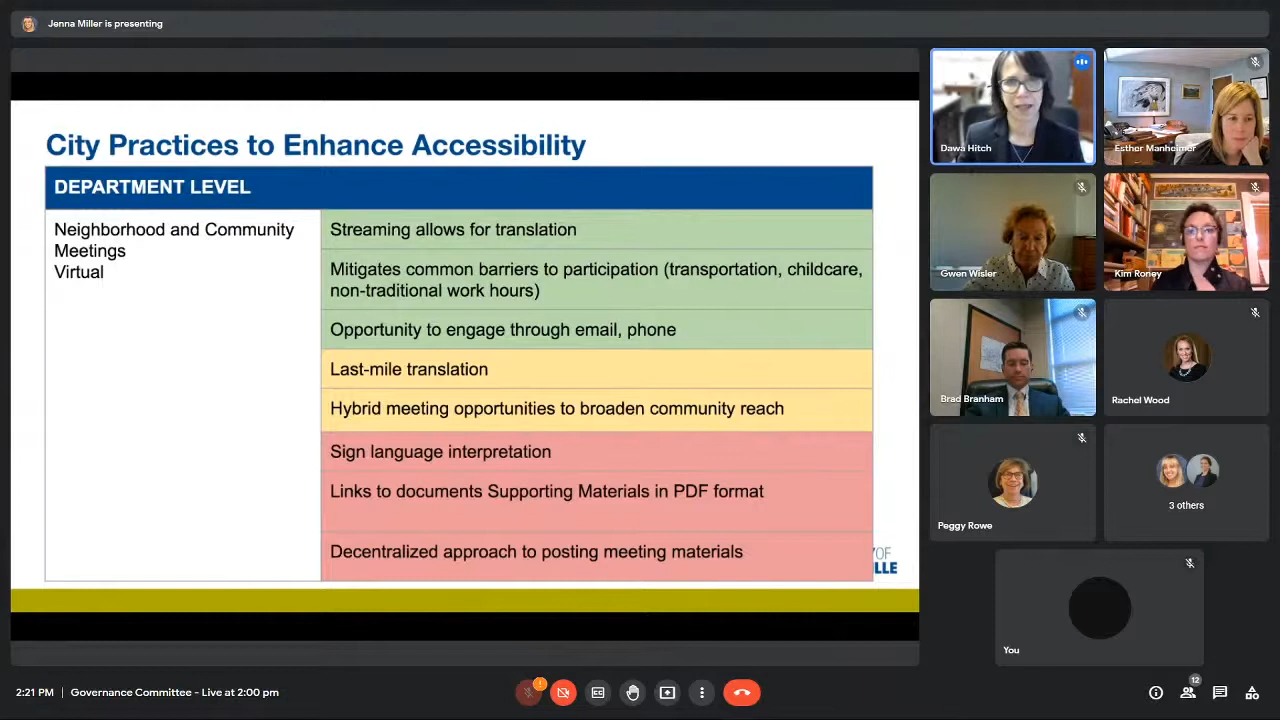 Jenna Miller is presenting
City Practices to Enhance Accessibility
DEPARTMENT LEVEL
Neighborhood and Community
Meetings
Virtual
Streaming allows for translation
Mitigates common barriers to participation (transportation, childcare,
non-traditional work hours)
Opportunity to engage through email, phone
Last-mile translation
Hybrid meeting opportunities to broaden community reach
Sign language interpretation
Links to documents Supporting Materials in PDF format
Decentralized approach to posting meeting materials
OF
LLE
Dawa Hitch
Esther Manheimer
Gwen Wisler
Kim Roney
Brad Branham
Rachel Wood
Peggy Rowe
3 others
You
2:21 PM | Governance Committee - Live at 2:00 pm
12